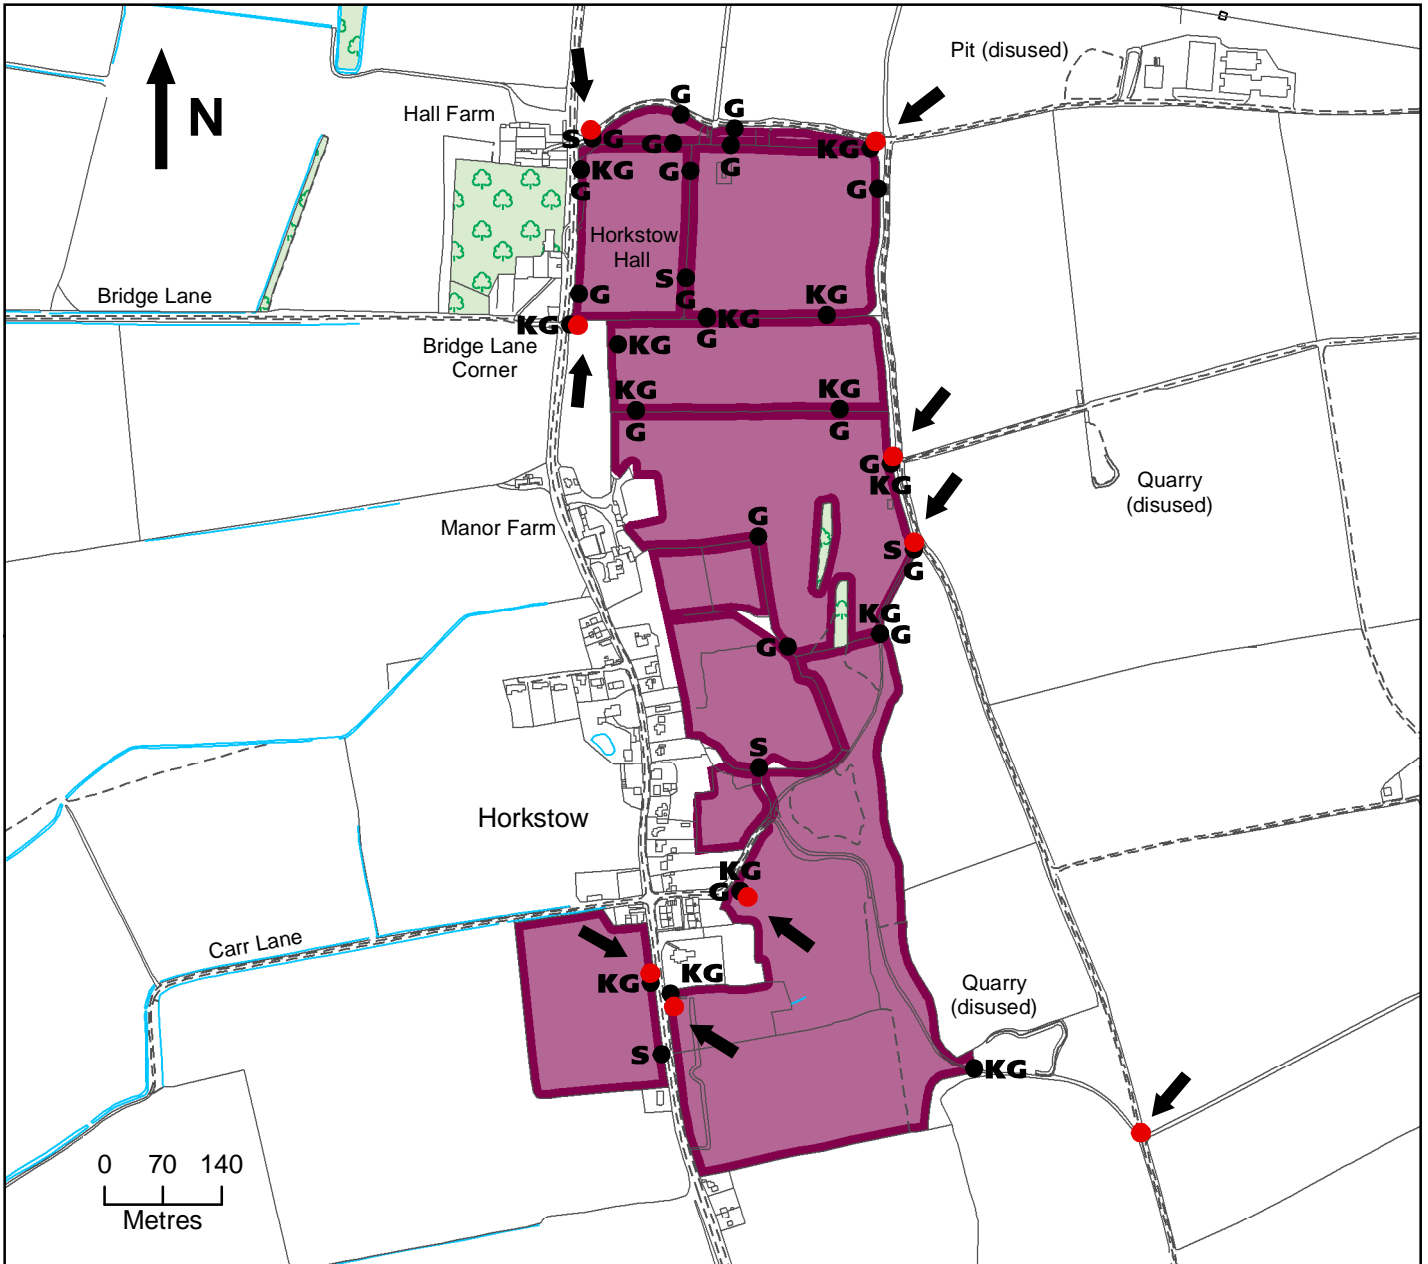 Pit (disused)
N
Hall Farm
G
G
S
G
G
G
KG
KG
G
G
G
Horkstow
Hall
S
G
Bridge Lane
G
KG
KG
KG
G
Bridge Lane
Corner
KG
KG
KG
G
G
G
KG
Quarry
(disused)
Manor Farm
G
S
G
KG
G
G
S
Horkstow
KG
G
Carr Lane
KG
KG
Quarry
(disused)
S
KG
0 70 140
Metres